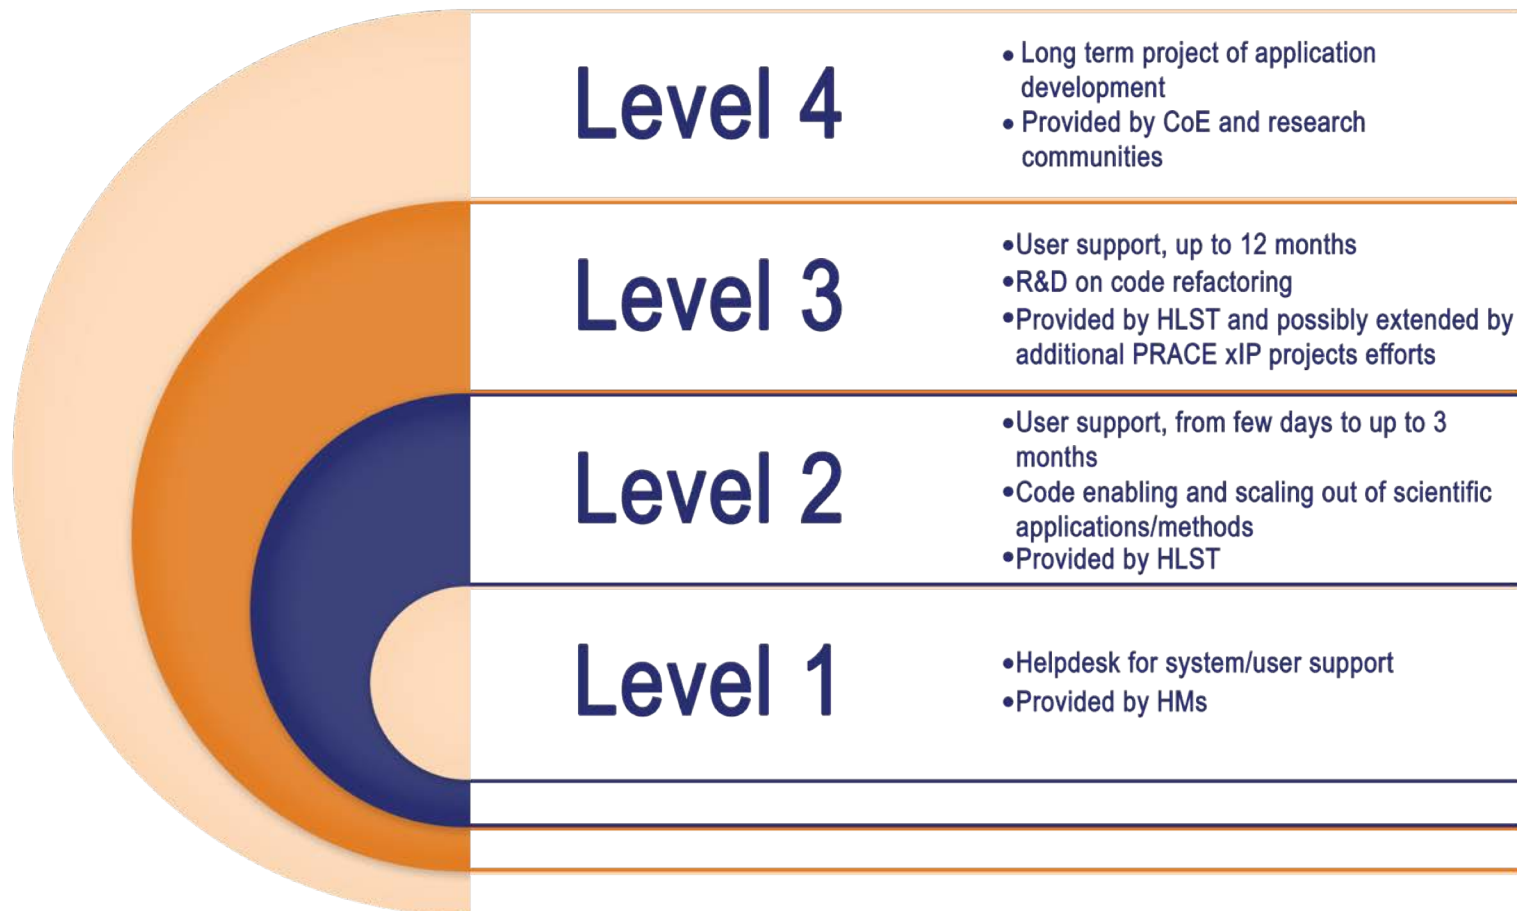 Level 4
• Long term project of application
development
• Provided by CoE and research
communities
Level 3
•User support, up to 12 months
•R&D on code refactoring
•Provided by HLST and possibly extended by
additional PRACE xIP projects efforts
Level 2
•User support, from few days to up to 3
months
•Code enabling and scaling out of scientific
applications/methods
•Provided by HLST
Level 1
•Helpdesk for system/user support
•Provided by HMs